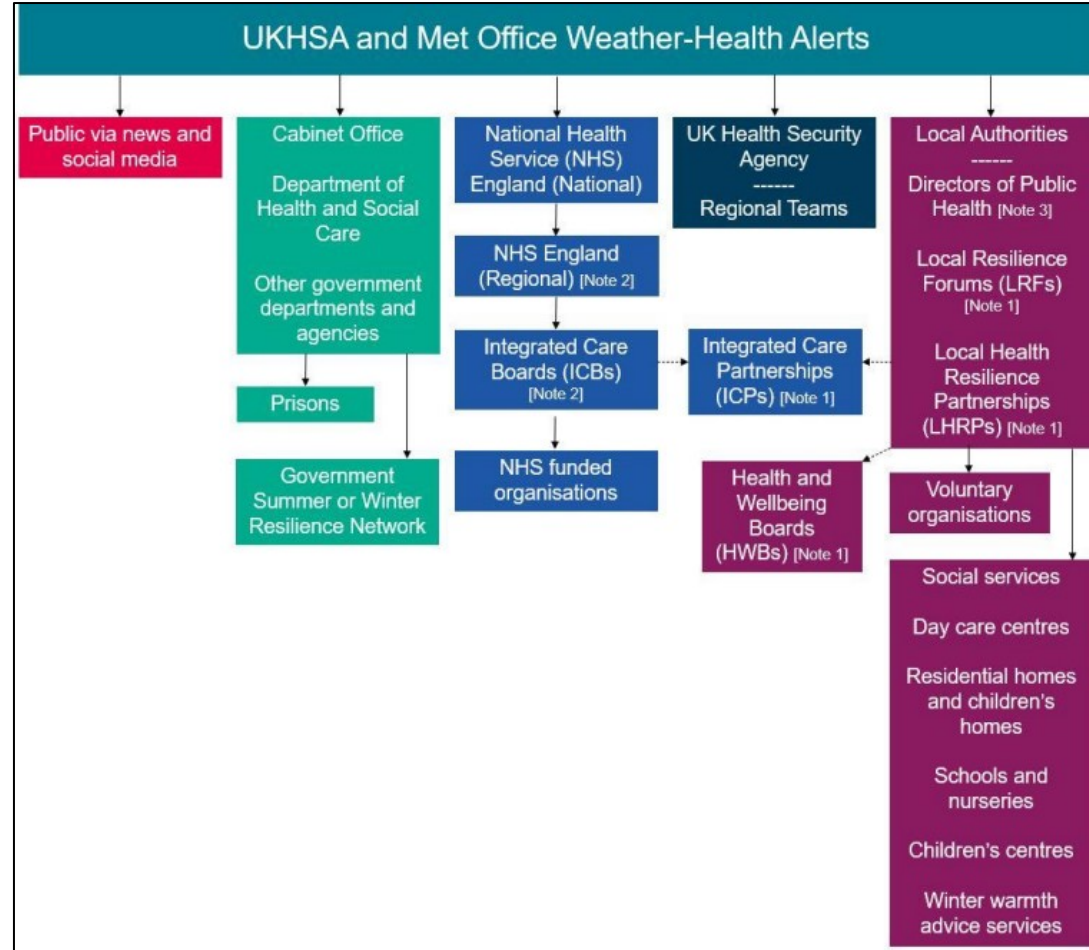 UKHSA and Met Office Weather-Health Alerts
Public via news and
social media
Cabinet Office
Department of
Health and Social
Care
Other government
departments and
agencies
Prisons
Government
Summer or Winter
Resilience Network
National Health
Service (NHS)
England (National)
NHS England
(Regional) [Note 2]
Integrated Care
Boards (ICBs)
[Note 2]
NHS funded
organisations
UK Health Security
Agency
------
Regional Teams
Integrated Care
Partnerships
(ICPs) [Note 1]
Local Authorities
------
Directors of Public
Health [Note 3]
Local Resilience
Forums (LRFs)
[Note 1]
Local Health
Resilience
Partnerships
(LHRPs) [Note 1]
Health and
Wellbeing
Boards
(HWBs) [Note 1]
Voluntary
organisations
Social services
Day care centres
Residential homes
and children's
homes
Schools and
nurseries
Children's centres
Winter warmth
advice services